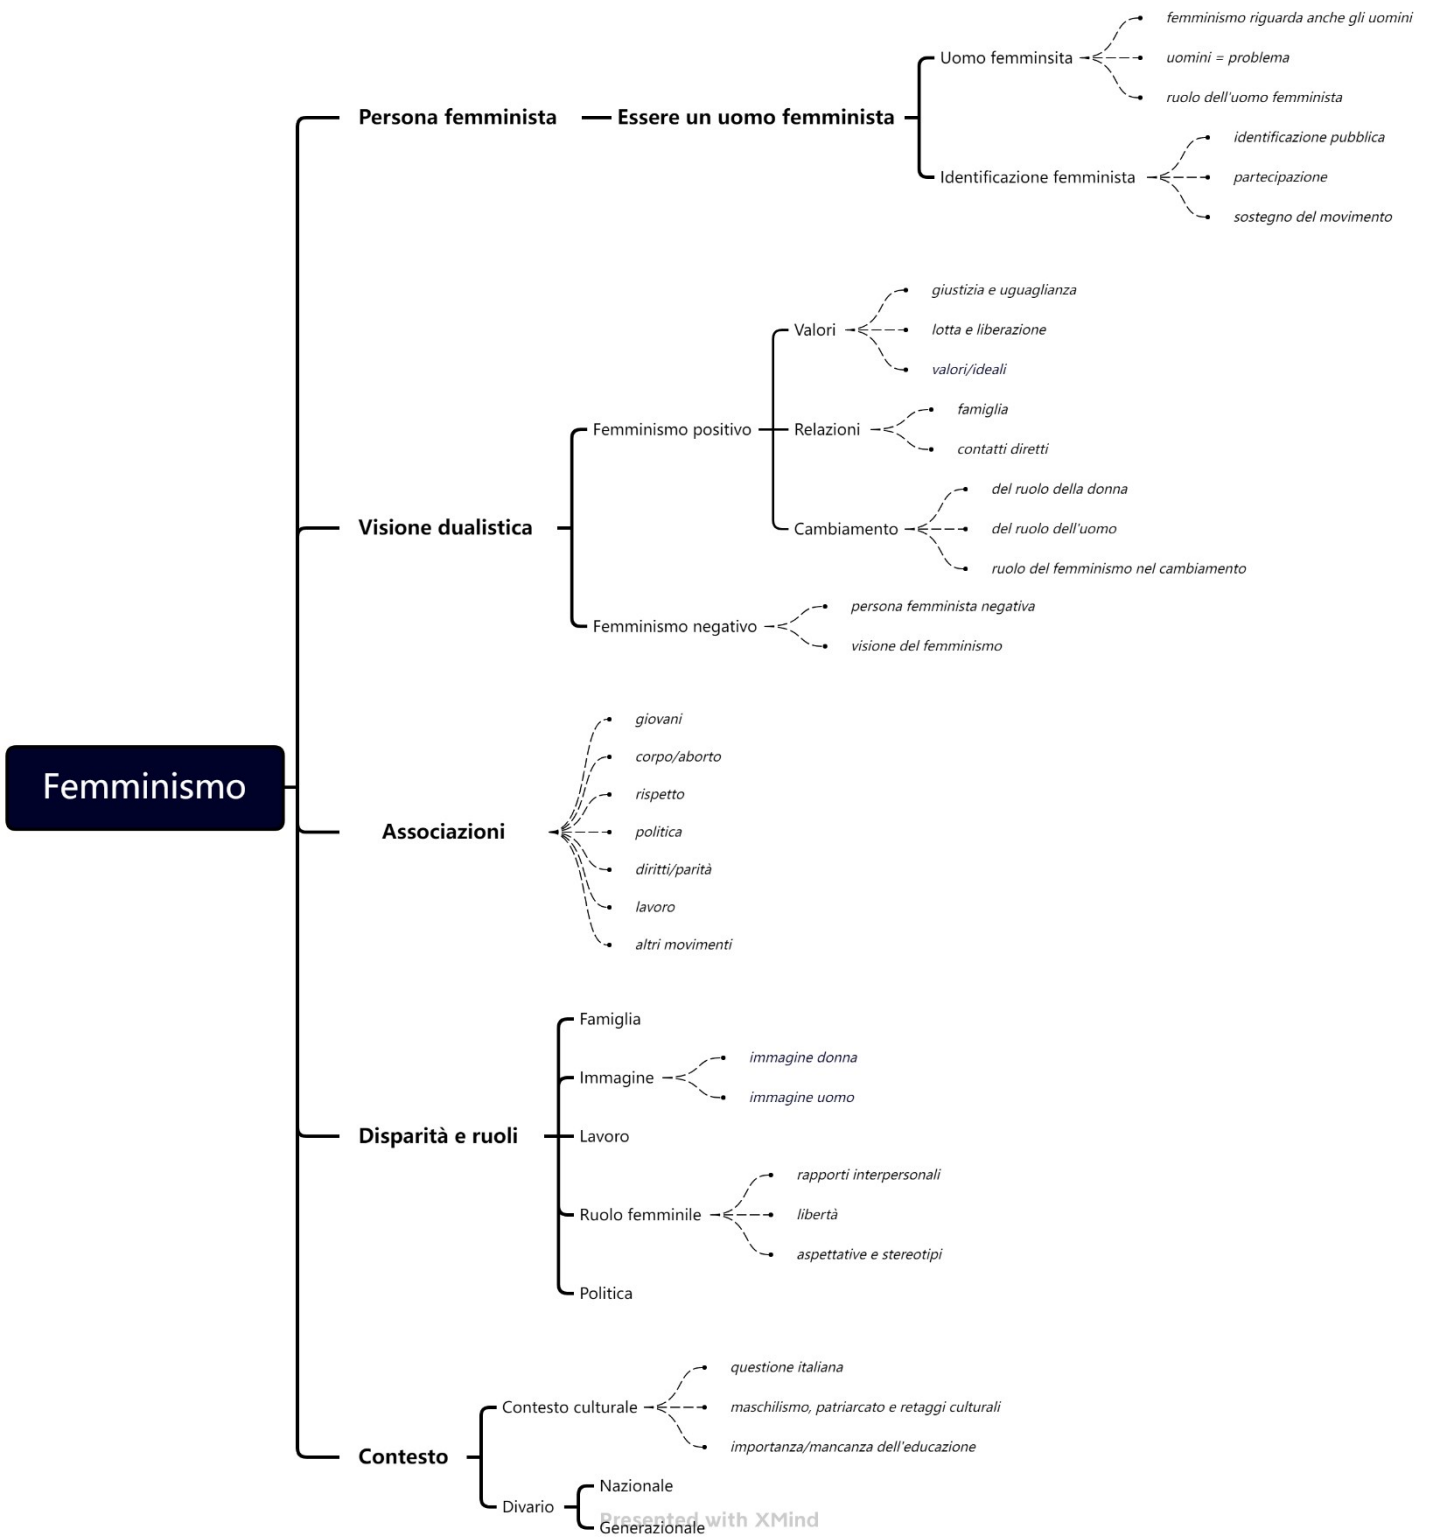 femminismo riguarda anche gli uomini
Uomo femminsita
uomini = problema
ruolo dell'uomo femminista
Persona femminista
Essere un uomo femminista
identificazione pubblica
Identificazione femminista
partecipazione
sostegno del movimento
giustizia e uguaglianza
Valori
lotta e liberazione
valori/ideali
famiglia
Femminismo positivo
Relazioni
contatti diretti
del ruolo della donna
Visione dualistica
Cambiamento
del ruolo dell'uomo
ruolo del femminismo nel cambiamento
persona femminista negativa
Femminismo negativo
visione del femminismo
giovani
corpo/aborto
Femminismo
rispetto
Associazioni
politica
diritti/parità
lavoro
altri movimenti
Famiglia
immagine donna
Immagine
immagine uomo
Disparità e ruoli
Lavoro
rapporti interpersonali
Ruolo femminile
libertà
aspettative e stereotipi
Politica
questione italiana
Contesto culturale
maschilismo, patriarcato e retaggi culturali
importanza/mancanza dell'educazione
Contesto
Nazionale
Divario
Presented with XMind
Generazionale